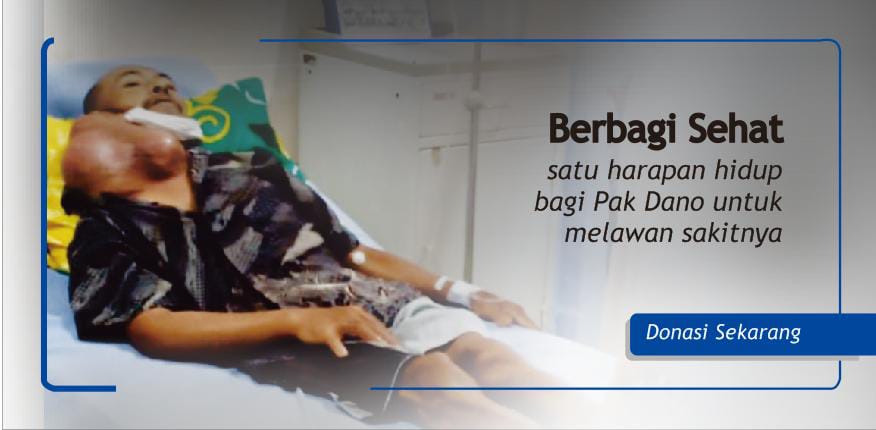 Berbagi Sehat
satu harapan hidup
bagi Pak Dano untuk
melawan sakitnya
Donasi Sekarang